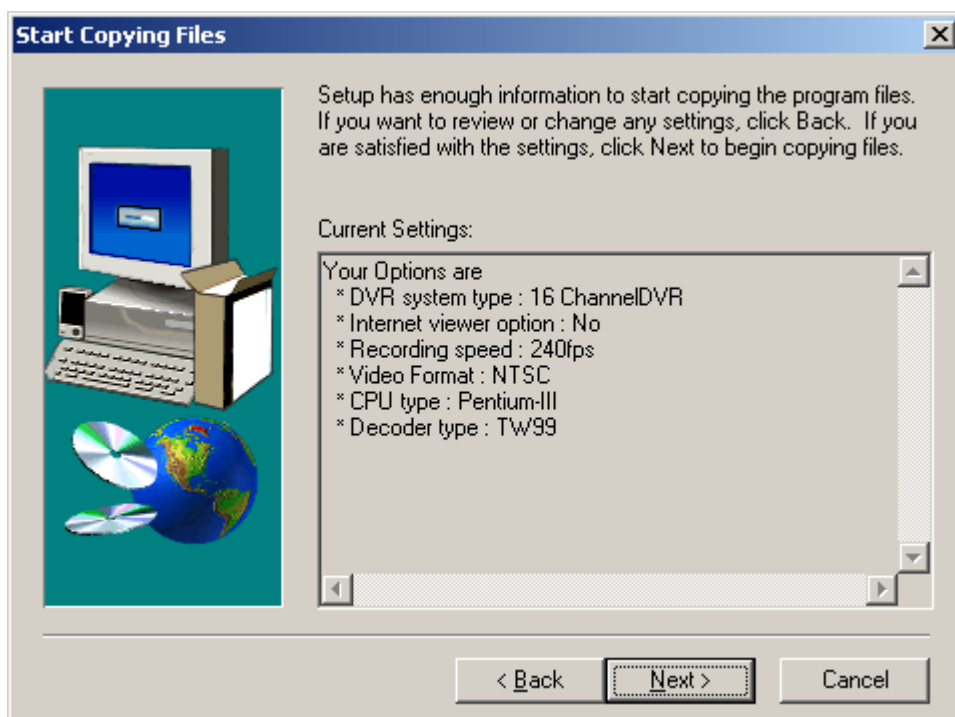 Start Copying Files
Setup has enough information to start copying the program files.
If you want to review or change any settings, click Back.  If you
are satisfied with the settings, click Next to begin copying files.
Current Settings:
Your Options are
* DVR system type : 16 ChannelDVR
* Internet viewer option : No
* Recording speed : 240fps
* Video Format : NTSC
* CPU type : Pentium-III
* Decoder type : TW99
< Back
Next >
Cancel